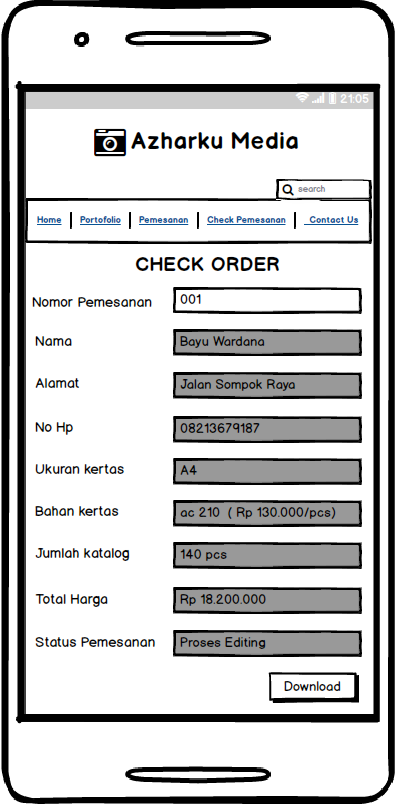 21:05
Azharku Media
search
Home Portofolio Pemesanan Check Pemesanan Contact Us
CHECK ORDER
Nomor Pemesanan 001
Nama Bayu Wardana
Alamat Jalan Sompok Raya
No Hp 08213679187
Ukuran kertas A4
Bahan kertas ac 210 ( Rp 130.000/pcs)
Jumlah katalog 140 pcs
Total Harga Rp 18.200.000
Status Pemesanan Proses Editing
Download